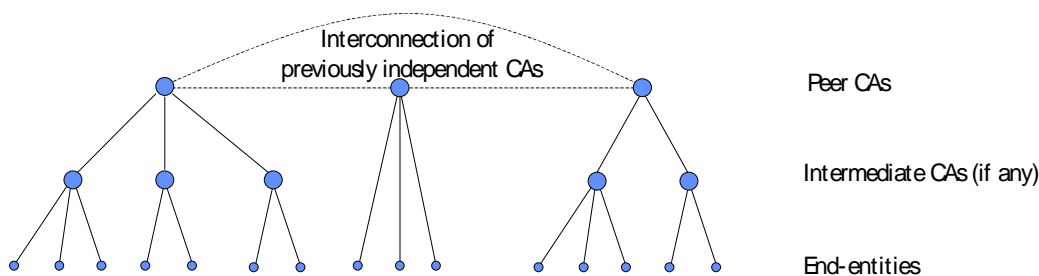 Interconnection of
previously independent CAs
Peer CAs
Intermediate CAs (if any)
End-entities